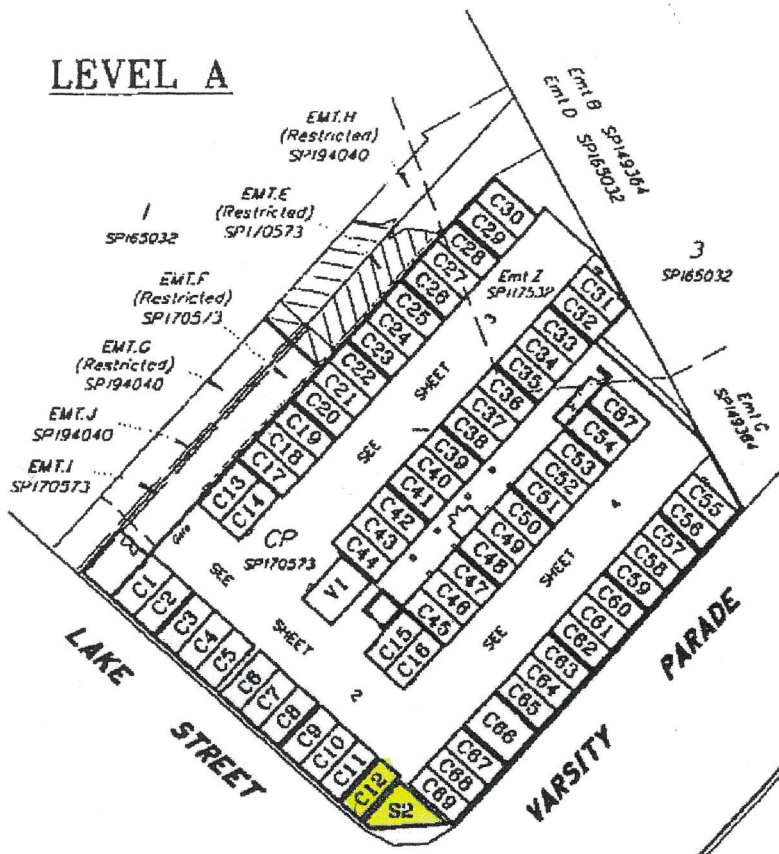 LEVEL A
EMT.H
(Restricted)
SP194040
EMT.E
(Restricted)
SP170573
1
SP165032
EMT.F
(Restricted)
SP170573
EMT.G
(Restricted)
SP194040
EMT.J
SP194040
EMT.I
SP170573
Emt B SP149364
Emt D SP165032
3
SP165032
Emt Z
SP117532
Emt C
SP149364
C30
C29
C28
C27
C26
C25
C24
C23
C22
C21
C20
C19
C18
C17
C13
C14
C31
C32
C33
C34
C35
C36
C37
C38
C39
C40
C41
C42
C43
C44
V1
C87
C54
C53
C52
C51
C50
C49
C48
C47
C46
C45
C15
C16
C55
C56
C57
C58
C59
C60
C61
C62
C63
C64
C65
C66
C67
C68
C69
Gate
CP
SP170573
SEE SHEET 3
SEE SHEET 4
SEE SHEET 2
C1
C2
C3
C4
C5
C6
C7
C8
C9
C10
C11
C12
S2
LAKE STREET
VARSITY PARADE